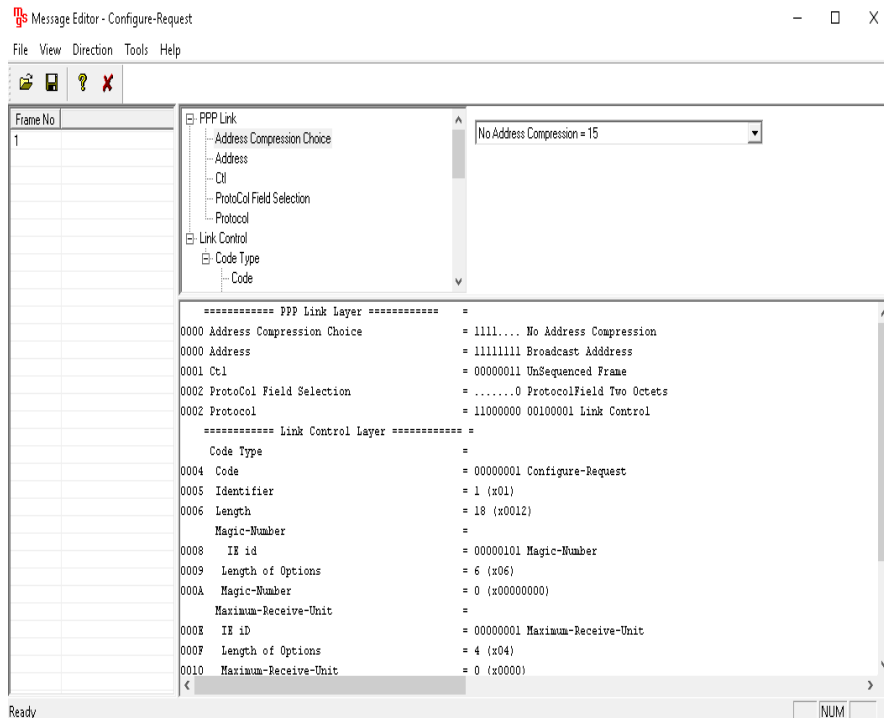 mgs Message Editor - Configure-Request
File View Direction Tools Help
Frame No
1
PPP Link
Address Compression Choice
Address
Ctl
ProtoCol Field Selection
Protocol
Link Control
Code Type
Code
No Address Compression = 15
============ PPP Link Layer ============ =
0000 Address Compression Choice = 1111.... No Address Compression
0000 Address = 11111111 Broadcast Adddress
0001 Ctl = 00000011 UnSequenced Frame
0002 ProtoCol Field Selection = .......0 ProtocolField Two Octets
0002 Protocol = 11000000 00100001 Link Control
============ Link Control Layer ============ =
Code Type =
0004 Code = 00000001 Configure-Request
0005 Identifier = 1 (x01)
0006 Length = 18 (x0012)
Magic-Number =
0008 IE id = 00000101 Magic-Number
0009 Length of Options = 6 (x06)
000A Magic-Number = 0 (x00000000)
Maximum-Receive-Unit =
000E IE iD = 00000001 Maximum-Receive-Unit
000F Length of Options = 4 (x04)
0010 Maximum-Receive-Unit = 0 (x0000)
Ready NUM